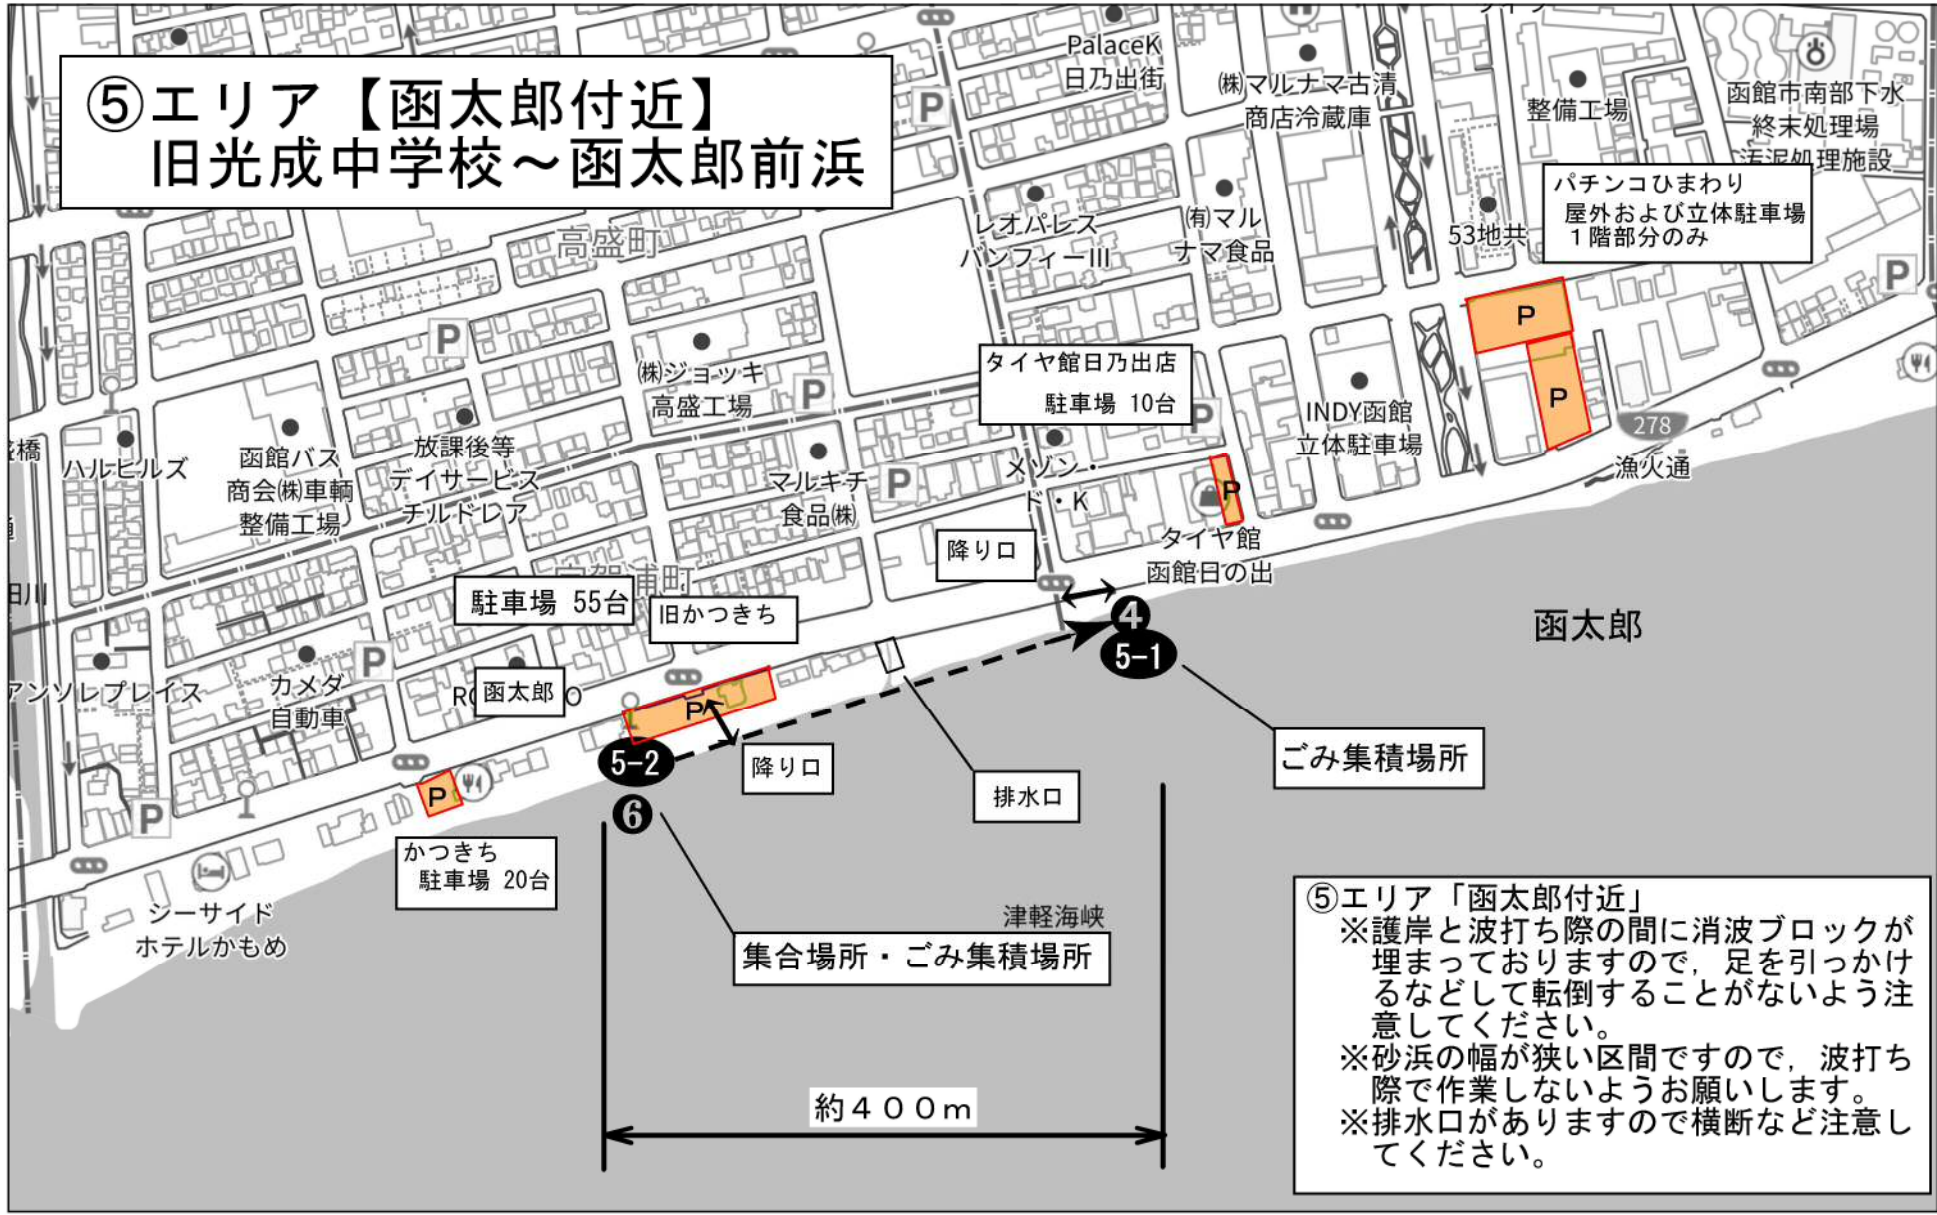 ⑤エリア【函太郎付近】
旧光成中学校～函太郎前浜
PalaceK
日乃出街
㈱マルナマ古清
商店冷蔵庫
整備工場
函館市南部下水
終末処理場
汚泥処理施設
P
パチンコひまわり
屋外および立体駐車場
１階部分のみ
53地共
高盛町
レオパレス
バンフィーIII
㈲マル
ナマ食品
P
P
P
タイヤ館日乃出店
駐車場 10台
P
㈱ジョッキ
高盛工場
P
P
P
INDY函館
立体駐車場
278
漁火通
ハルヒルズ
函館バス
商会㈱車輌
整備工場
放課後等
デイサービス
チルドレア
マルキチ
食品㈱
P
メゾン・
ド・K
P
タイヤ館
函館日の出
降り口
駐車場 55台
旧かつきち
函太郎
4
5-1
函太郎
アンソレプレイス
カメダ
自動車
P
P
5-2
降り口
排水口
ごみ集積場所
P
P
6
かつきち
駐車場 20台
シーサイド
ホテルかもめ
津軽海峡
集合場所・ごみ集積場所
約４００ｍ
⑤エリア「函太郎付近」
※護岸と波打ち際の間に消波ブロックが
埋まっておりますので，足を引っかけ
るなどして転倒することがないよう注
意してください。
※砂浜の幅が狭い区間ですので，波打ち
際で作業しないようお願いします。
※排水口がありますので横断など注意し
てください。